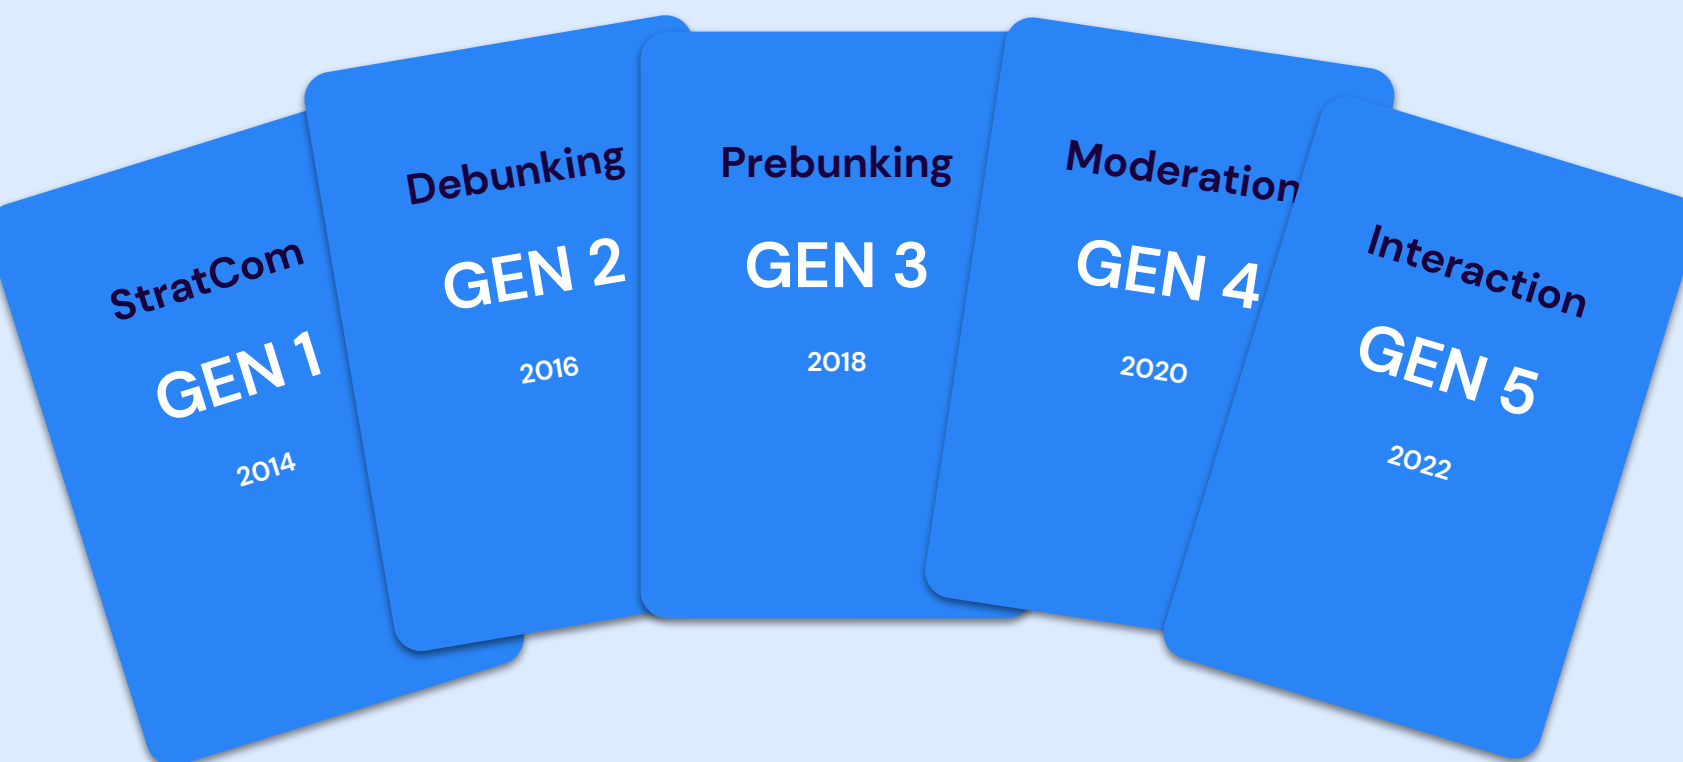 StratCom
GEN 1
2014
Debunking
GEN 2
2016
Prebunking
GEN 3
2018
Moderation
GEN 4
2020
Interaction
GEN 5
2022